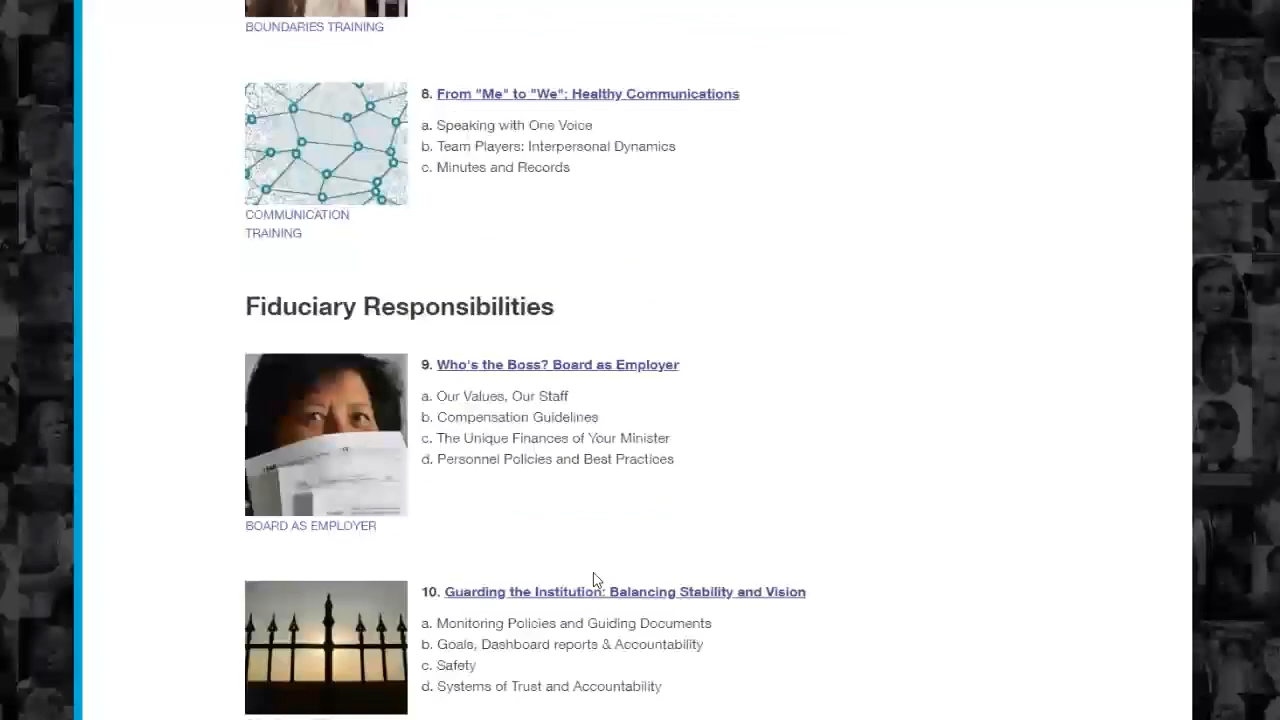 BOUNDARIES TRAINING
8. From "Me" to "We": Healthy Communications
a. Speaking with One Voice
b. Team Players: Interpersonal Dynamics
c. Minutes and Records
COMMUNICATION
TRAINING
Fiduciary Responsibilities
9. Who's the Boss? Board as Employer
a. Our Values, Our Staff
b. Compensation Guidelines
c. The Unique Finances of Your Minister
d. Personnel Policies and Best Practices
BOARD AS EMPLOYER
10. Guarding the Institution: Balancing Stability and Vision
a. Monitoring Policies and Guiding Documents
b. Goals, Dashboard reports & Accountability
c. Safety
d. Systems of Trust and Accountability